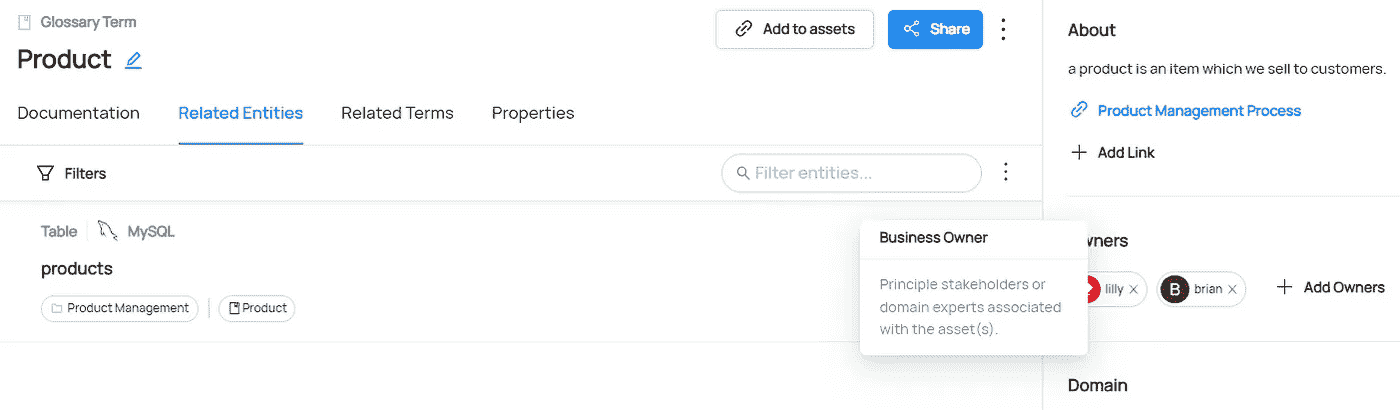 Glossary Term
Product
Add to assets
Share
Documentation
Related Entities
Related Terms
Properties
Filters
Filter entities...
Table
MySQL
products
Product Management
Product
Business Owner
Principle stakeholders or
domain experts associated
with the asset(s).
About
a product is an item which we sell to customers.
Product Management Process
Add Link
wners
lilly
B
brian
Add Owners
Domain